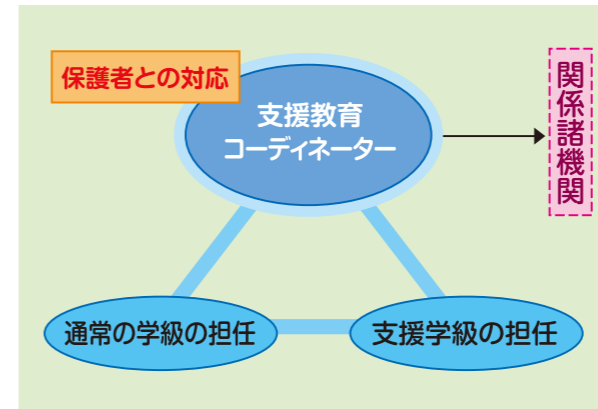 保護者との対応
支援教育
コーディネーター
関係諸機関
通常の学級の担任
支援学級の担任